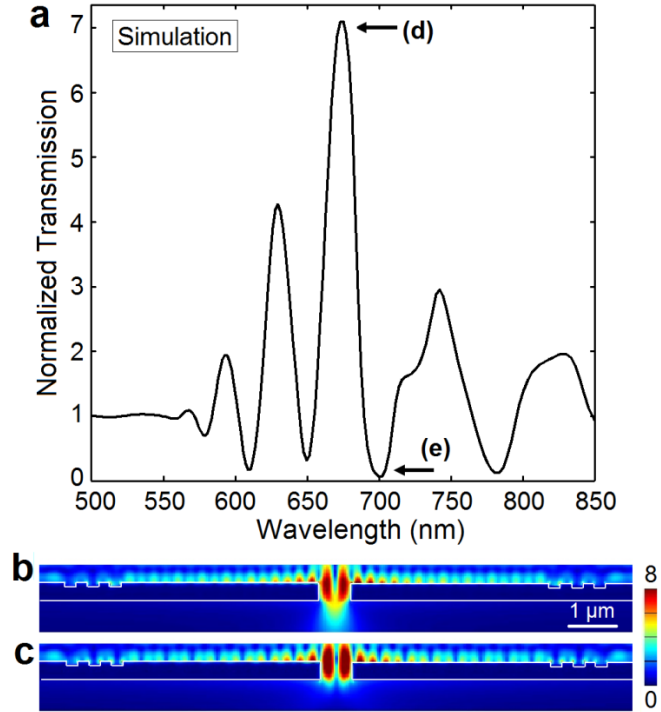 a
Simulation
(d)
(e)
Normalized Transmission
7
6
5
4
3
2
1
0
500 550 600 650 700 750 800 850
Wavelength (nm)
b
1 µm
c
8
0